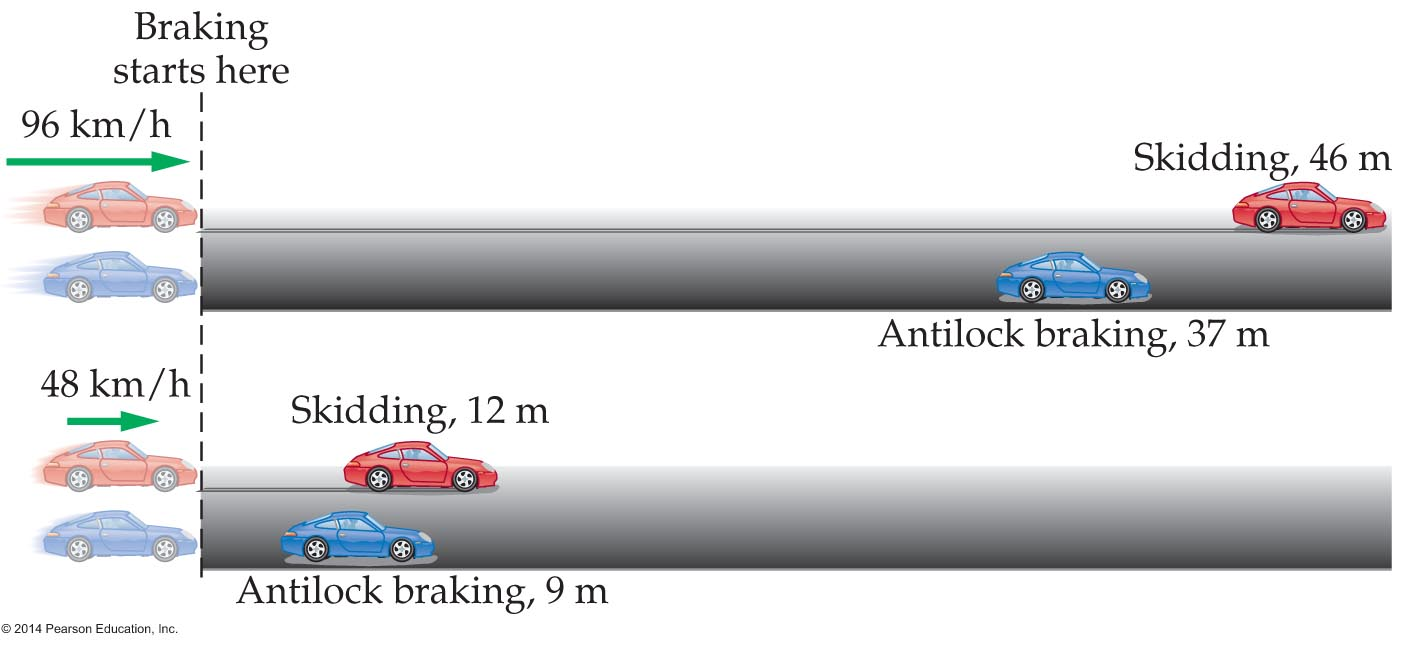 Braking
starts here
96 km/h
Skidding, 46 m
Antilock braking, 37 m
48 km/h
Skidding, 12 m
Antilock braking, 9 m
© 2014 Pearson Education, Inc.